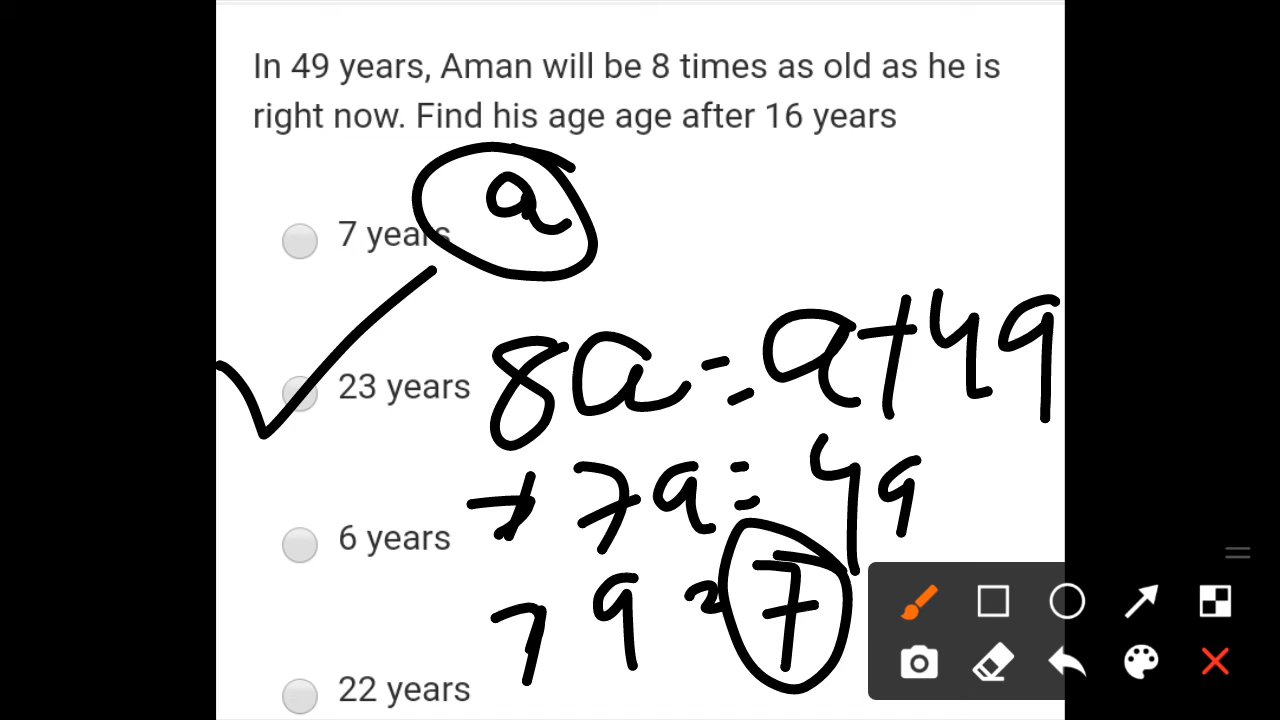 In 49 years, Aman will be 8 times as old as he is
right now. Find his age age after 16 years
a
7 years
8a = a+49
23 years
7a = 49
6 years
a = 7
22 years